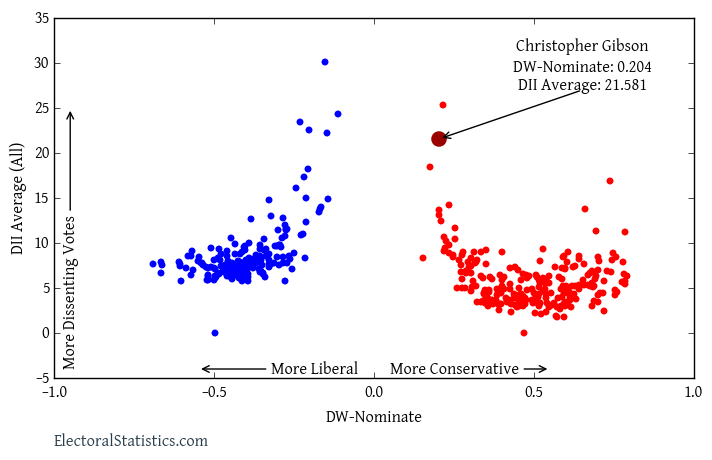 35
30
25
20
15
10
5
0
−5
DII Average (All)
More Dissenting Votes
Christopher Gibson
DW-Nominate: 0.204
DII Average: 21.581
More Liberal
More Conservative
−1.0
−0.5
0.0
0.5
1.0
DW-Nominate
ElectoralStatistics.com